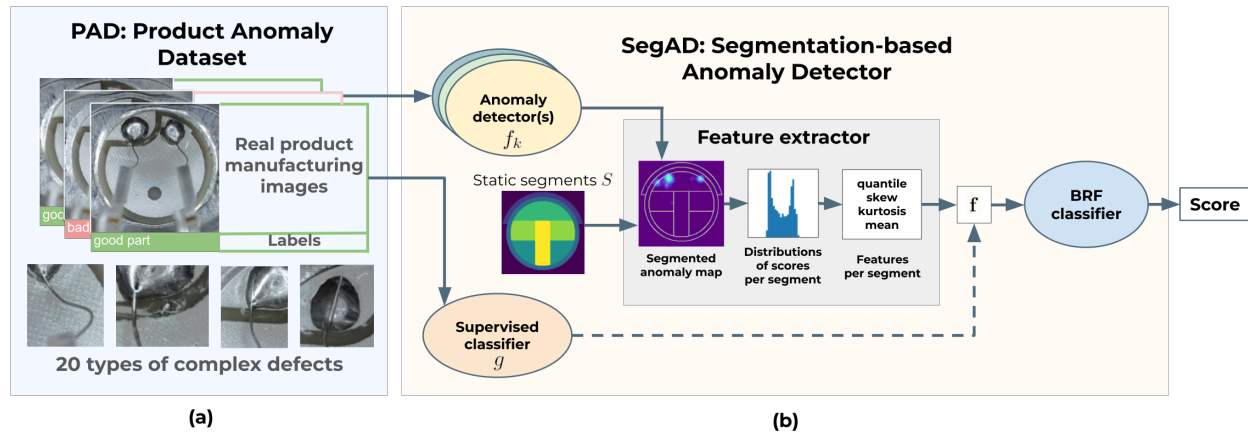 PAD: Product Anomaly
Dataset
Real product
manufacturing
images
bad
good part
Labels
20 types of complex defects
(a)
SegAD: Segmentation-based
Anomaly Detector
Anomaly
detector(s)
f_k
Static segments S
Feature extractor
Segmented
anomaly map
Distributions
of scores
per segment
quantile
skew
kurtosis
mean
Features
per segment
f
BRF
classifier
Score
Supervised
classifier
g
(b)